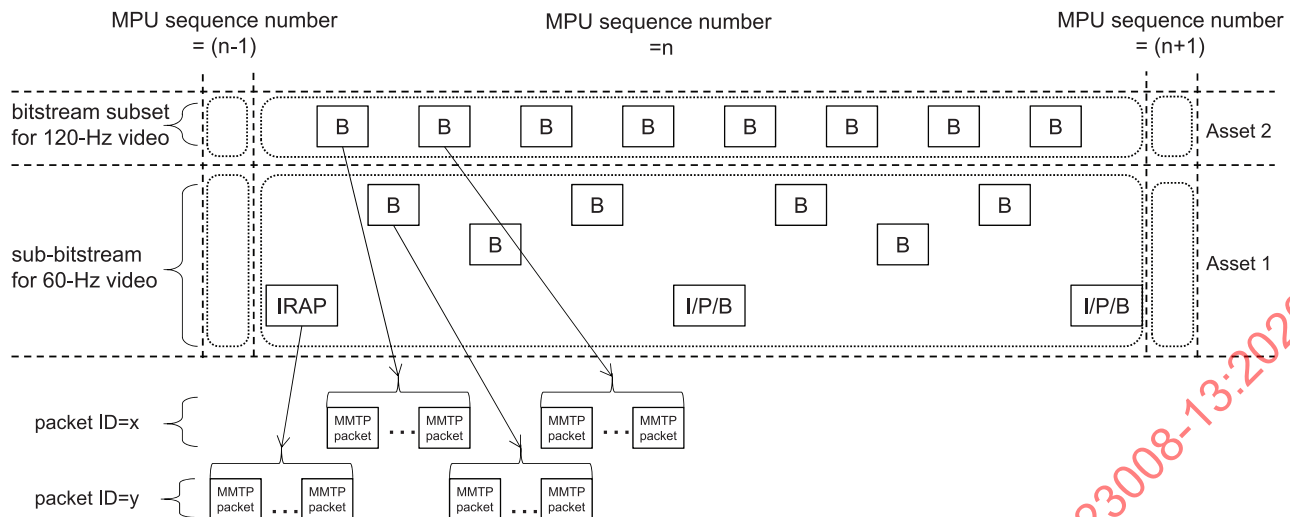 MPU sequence number
= (n-1)
MPU sequence number
=n
MPU sequence number
= (n+1)
bitstream subset
for 120-Hz video
B B B B B B B B
Asset 2
B B B B
B B
sub-bitstream
for 60-Hz video
Asset 1
IRAP I/P/B I/P/B
packet ID=x
MMTP
packet
...
MMTP
packet
MMTP
packet
...
MMTP
packet
packet ID=y
MMTP
packet
...
MMTP
packet
MMTP
packet
...
MMTP
packet